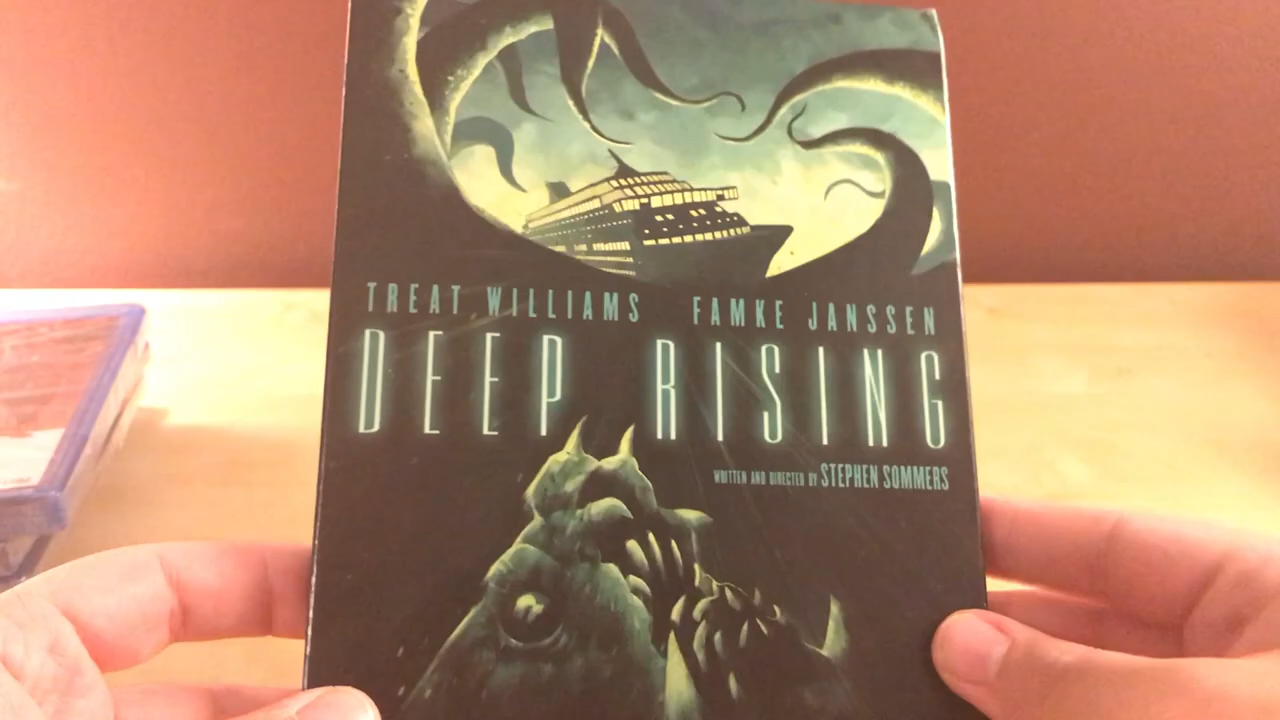 TREAT WILLIAMS FAMKE JANSSEN
DEEP RISING
WRITTEN AND DIRECTED BY STEPHEN SOMMERS